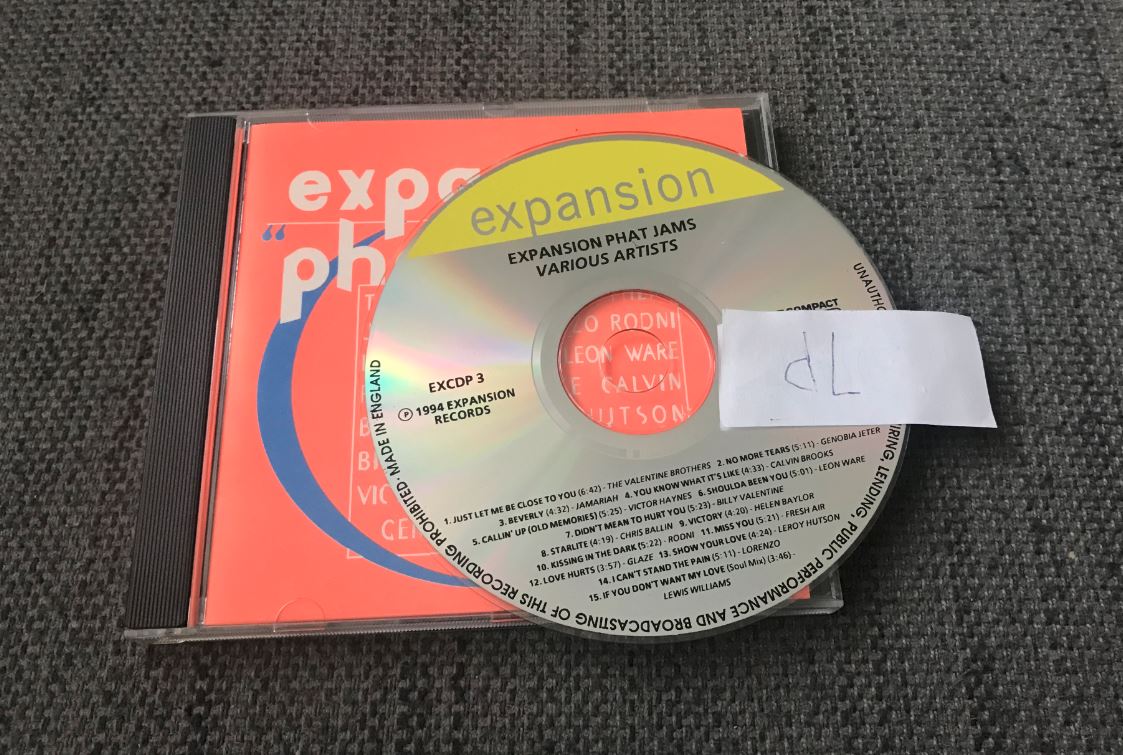 expa
“ph
expansion
EXPANSION PHAT JAMS
VARIOUS ARTISTS
COMPACT
EXCDP 3
℗ 1994 EXPANSION
RECORDS
RODNI
LEON WARE
CALVIN
1. JUST LET ME BE CLOSE TO YOU (6:42) - THE VALENTINE BROTHERS 2. NO MORE TEARS (5:11) - GENOBIA JETER
3. BEVERLY (4:32) - JAMARIAH 4. YOU KNOW WHAT IT'S LIKE (4:33) - CALVIN BROOKS
5. CALLIN' UP (OLD MEMORIES) (5:25) - VICTOR HAYNES 6. SHOULDA BEEN YOU (5:01) - LEON WARE
7. DIDN'T MEAN TO HURT YOU (5:23) - BILLY VALENTINE
8. STARLITE (4:19) - CHRIS BALLIN 9. VICTORY (4:20) - HELEN BAYLOR
10. KISSING IN THE DARK (5:22) - RODNI 11. MISS YOU (5:21) - FRESH AIR
12. LOVE HURTS (3:57) - GLAZE 13. SHOW YOUR LOVE (4:24) - LEROY HUTSON
14. I CAN'T STAND THE PAIN (5:11) - LORENZO
15. IF YOU DON'T WANT MY LOVE (Soul Mix) (3:46) -
LEWIS WILLIAMS
UNAUTHO
IRING, LENDING, PUBLIC PERFORMANCE AND BROADCASTING OF THIS RECORDING PROHIBITED · MADE IN ENGLAND